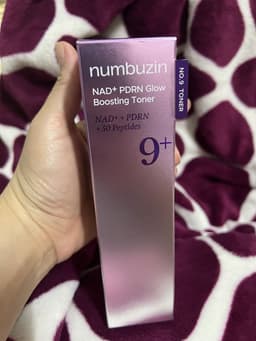 numbuzin
NAD⁺ PDRN Glow
Boosting Toner
NAD⁺ + PDRN
+ 50 Peptides
9⁺
NO.9 TONER